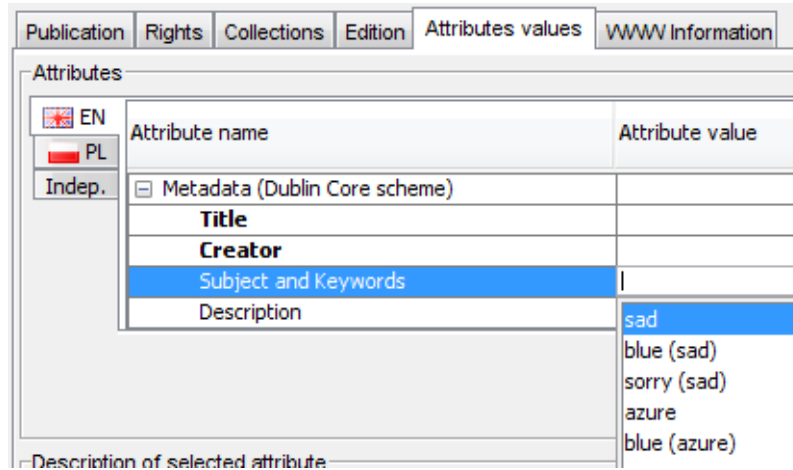 Publication Rights Collections Edition Attributes values WWW Information
Attributes
EN
PL
Indep.
Attribute name Attribute value
Metadata (Dublin Core scheme)
Title
Creator
Subject and Keywords
Description
sad
blue (sad)
sorry (sad)
azure
blue (azure)
Description of selected attribute